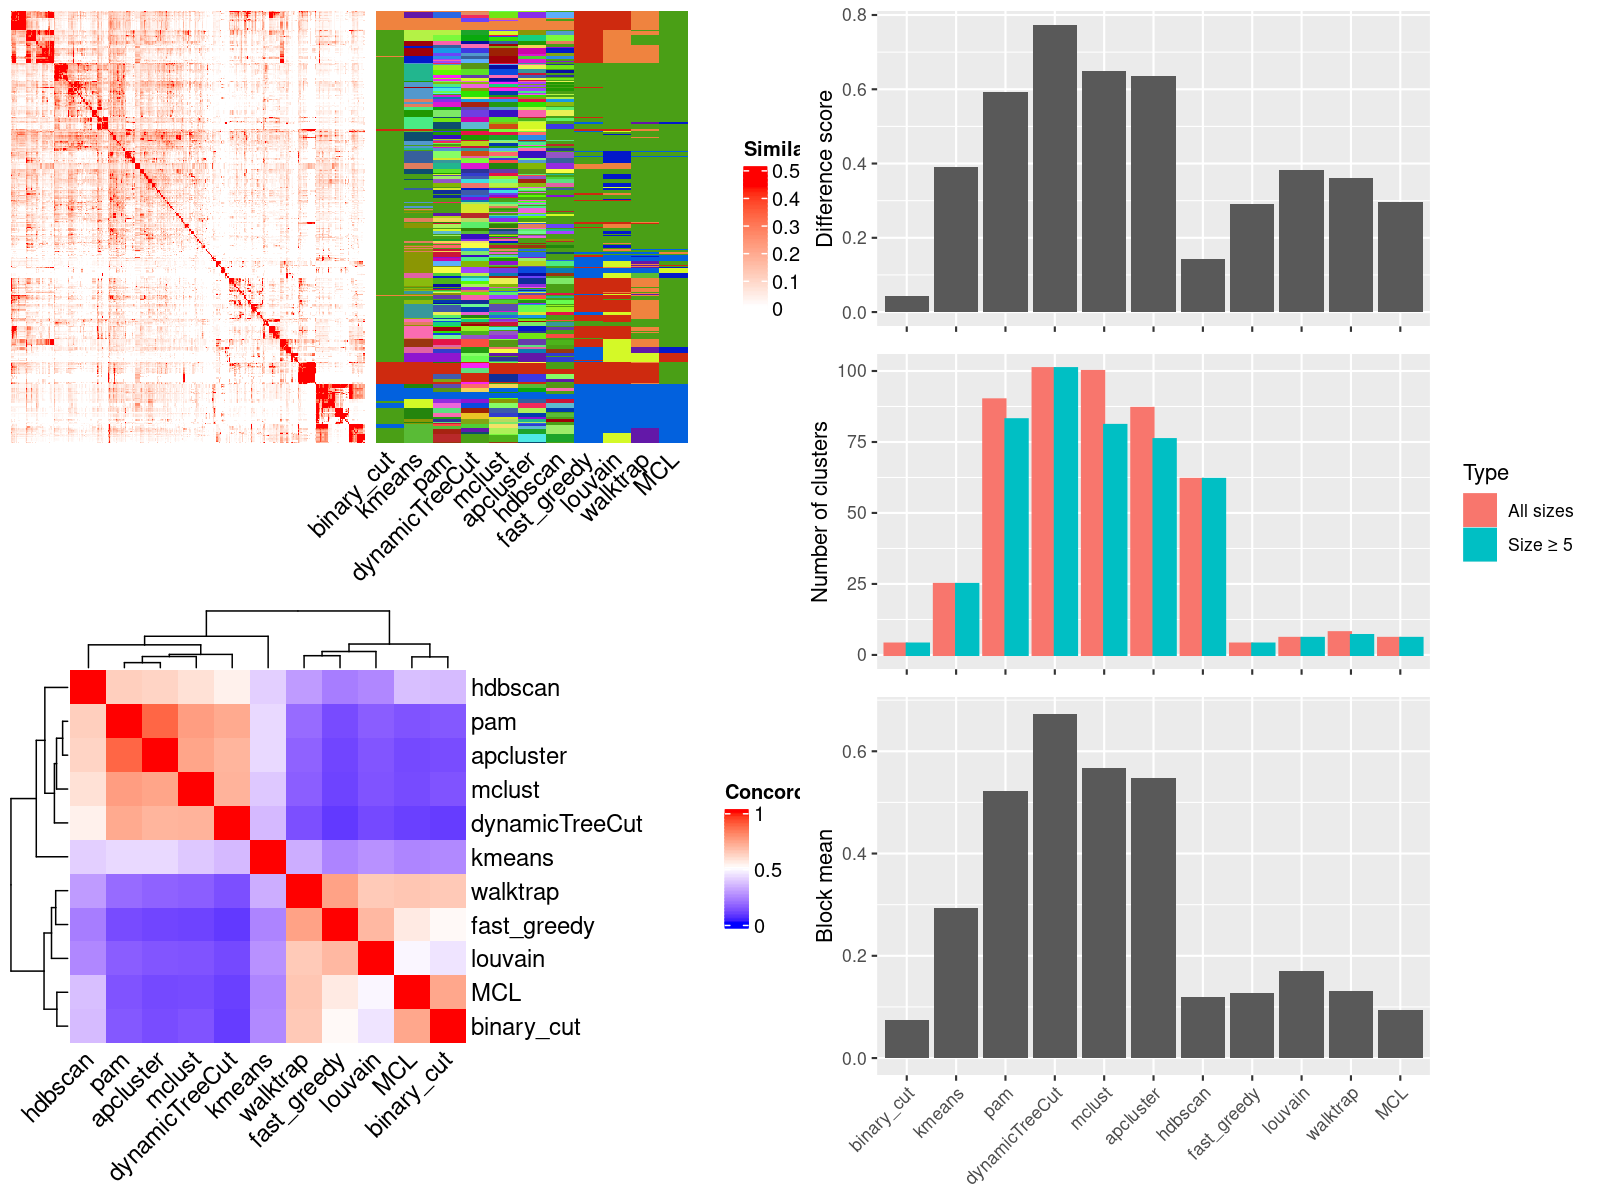 Simila
0.5
0.4
0.3
0.2
0.1
0
binary_cut
kmeans
pam
dynamicTreeCut
mclust
apcluster
hdbscan
fast_greedy
louvain
walktrap
MCL
hdbscan
pam
apcluster
mclust
dynamicTreeCut
kmeans
walktrap
fast_greedy
louvain
MCL
binary_cut
hdbscan
pam
apcluster
mclust
dynamicTreeCut
kmeans
walktrap
fast_greedy
louvain
MCL
binary_cut
Concord
1
0.5
0
Difference score
0.8
0.6
0.4
0.2
0.0
Number of clusters
100
75
50
25
0
Type
All sizes
Size ≥ 5
Block mean
0.6
0.4
0.2
0.0
binary_cut
kmeans
pam
dynamicTreeCut
mclust
apcluster
hdbscan
fast_greedy
louvain
walktrap
MCL